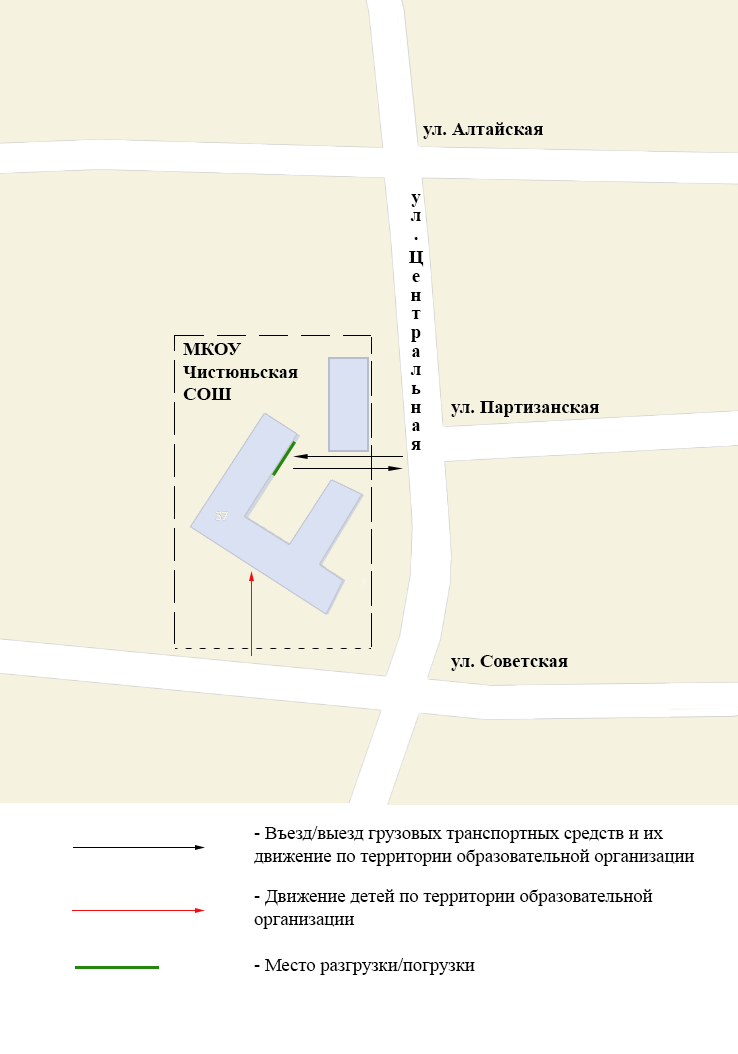 ул. Алтайская
ул. Центральная
МКОУ
Чистюньская
СОШ
ул. Партизанская
37
ул. Советская
- Въезд/выезд грузовых транспортных средств и их
движение по территории образовательной организации
- Движение детей по территории образовательной
организации
- Место разгрузки/погрузки